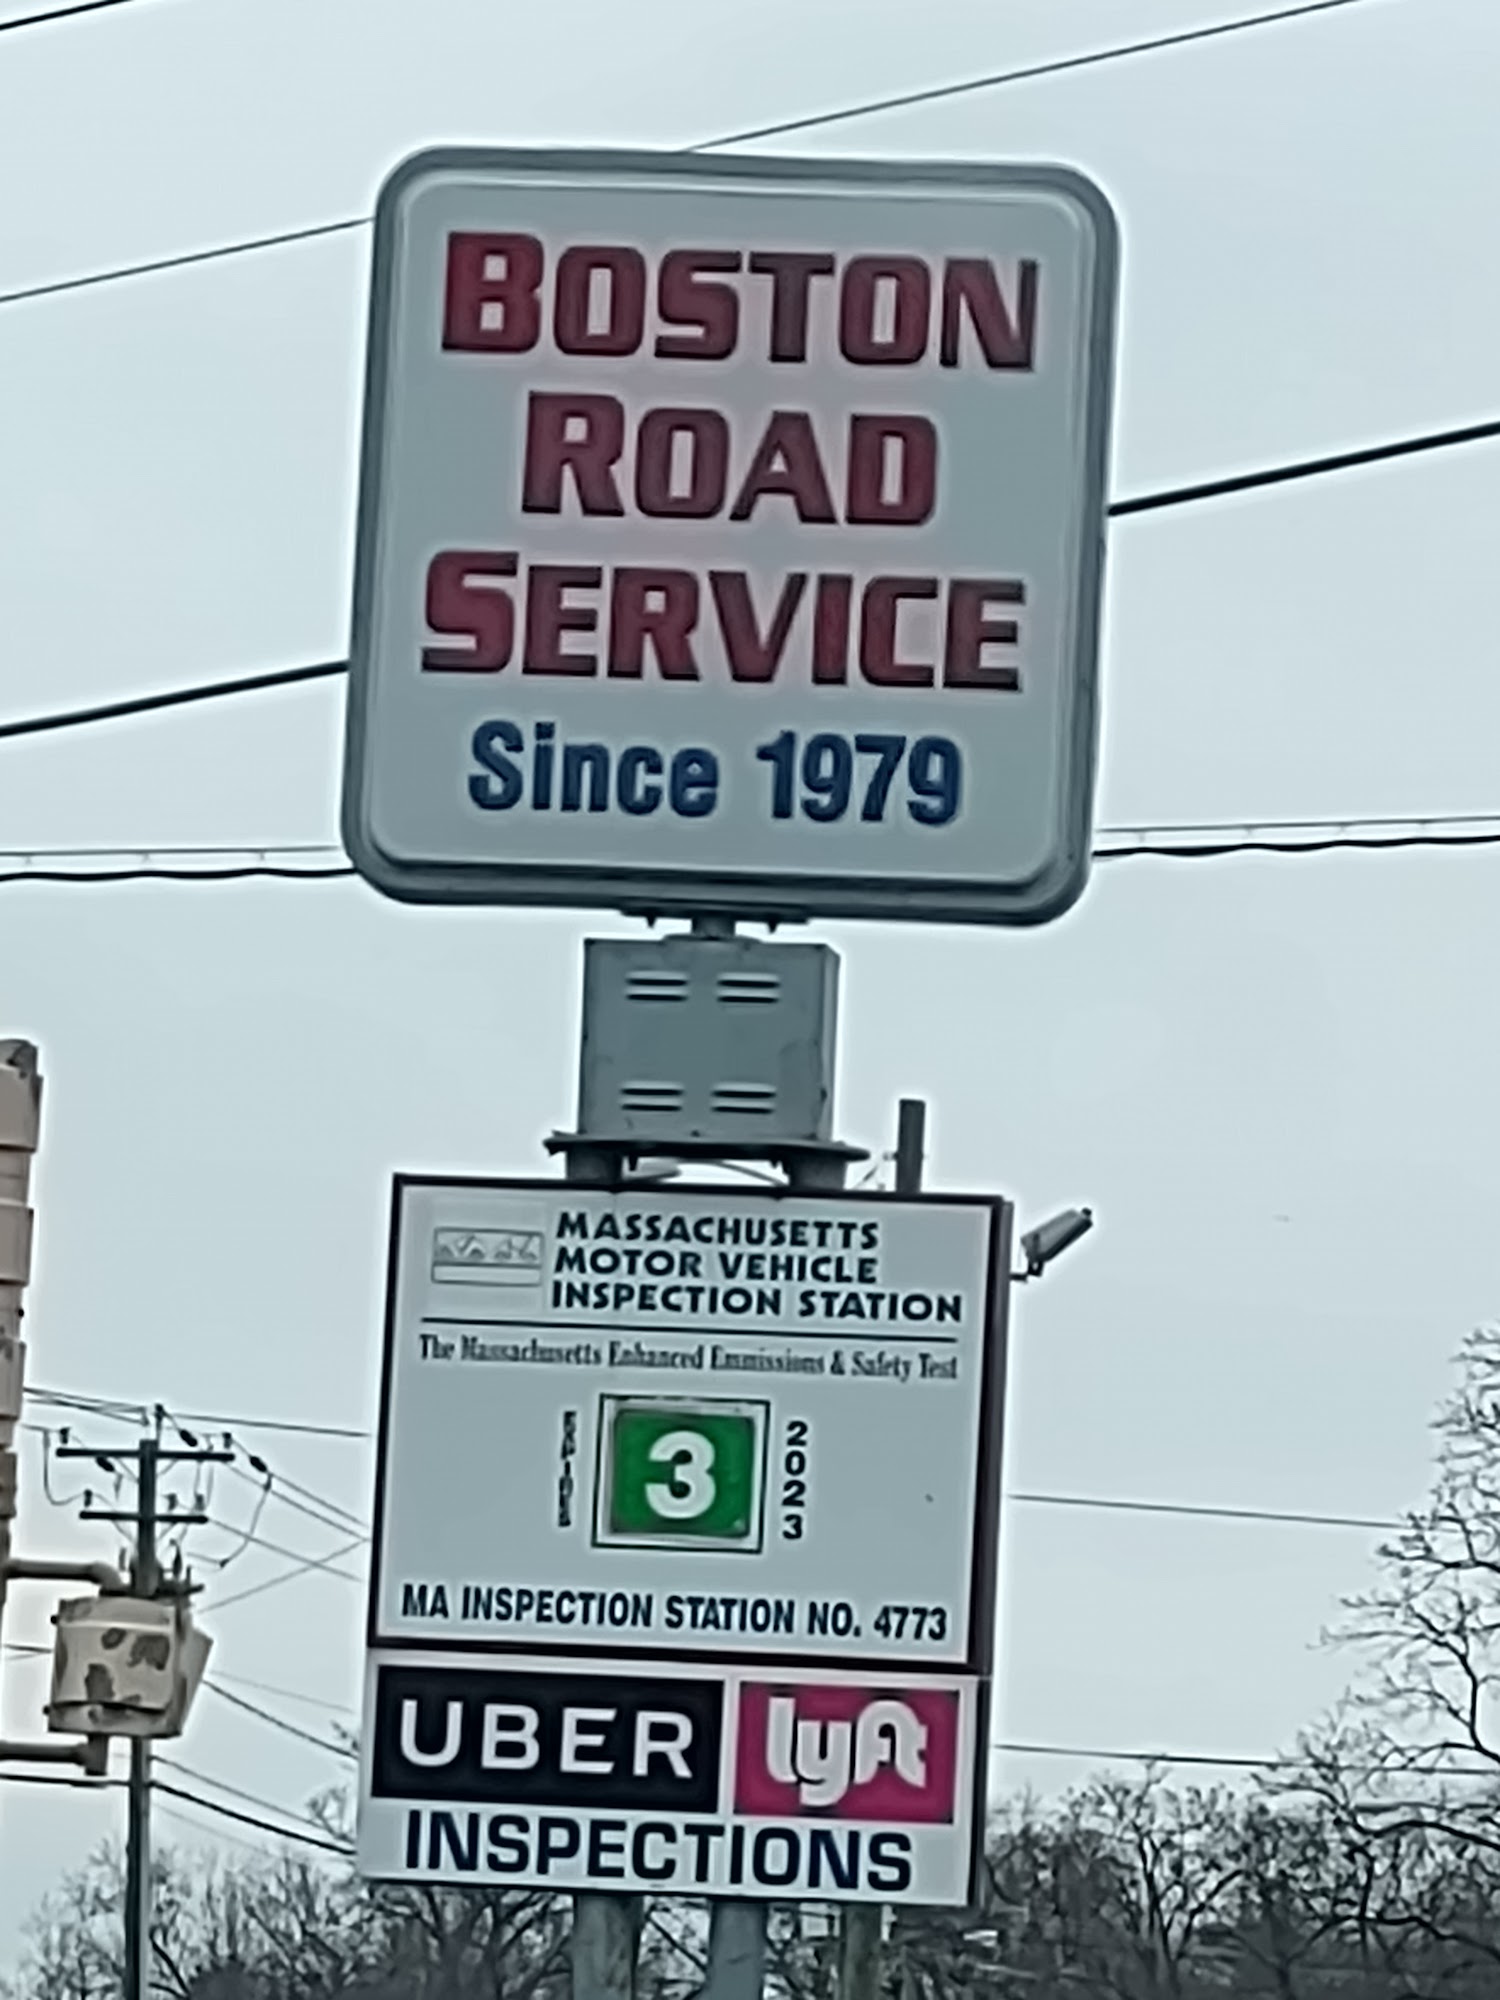 BOSTON
ROAD
SERVICE
Since 1979
MASSACHUSETTS
MOTOR VEHICLE
INSPECTION STATION
The Massachusetts Enhanced Emmissions & Safety Test
3
2023
MA INSPECTION STATION NO. 4773
UBER lyft
INSPECTIONS